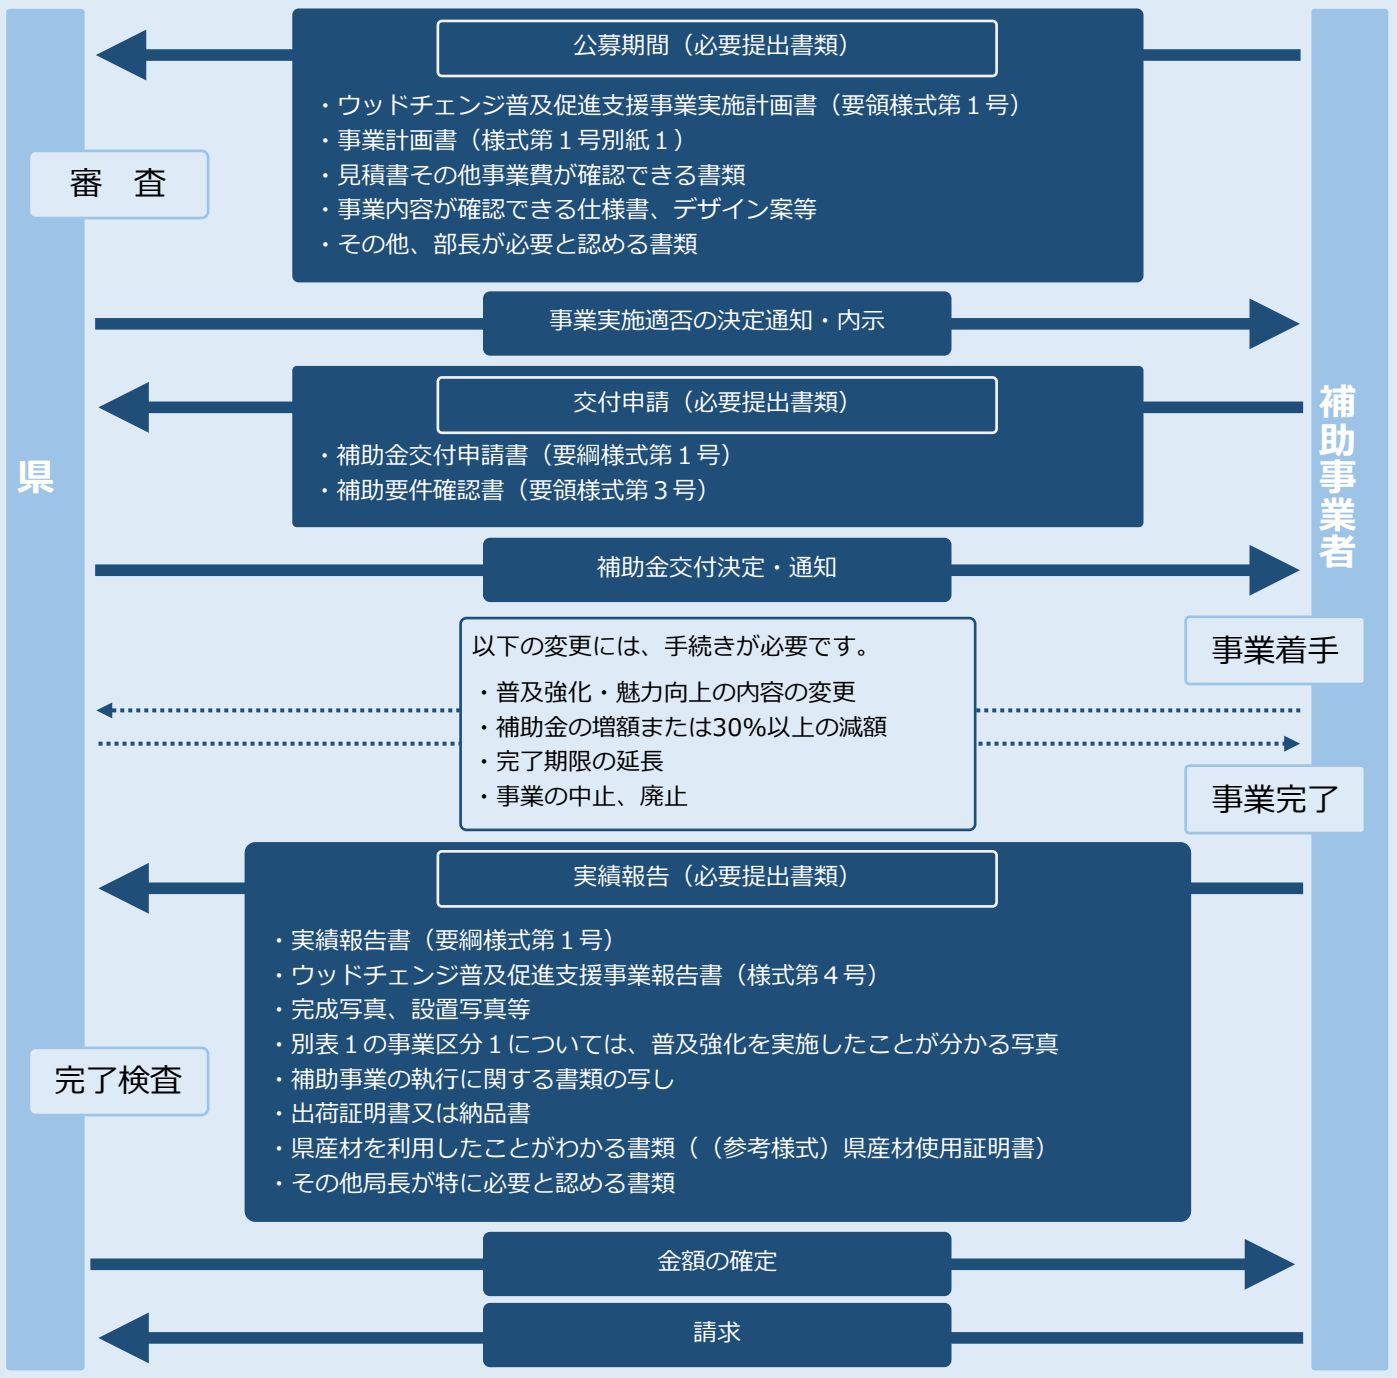 公募期間（必要提出書類）
・ウッドチェンジ普及促進支援事業実施計画書（要領様式第１号）
・事業計画書（様式第１号別紙１）
・見積書その他事業費が確認できる書類
・事業内容が確認できる仕様書、デザイン案等
・その他、部長が必要と認める書類
審　査
事業実施適否の決定通知・内示
交付申請（必要提出書類）
・補助金交付申請書（要綱様式第１号）
・補助要件確認書（要領様式第３号）
県
補助事業者
補助金交付決定・通知
事業着手
以下の変更には、手続きが必要です。
・普及強化・魅力向上の内容の変更
・補助金の増額または30%以上の減額
・完了期限の延長
・事業の中止、廃止
事業完了
実績報告（必要提出書類）
・実績報告書（要綱様式第１号）
・ウッドチェンジ普及促進支援事業報告書（様式第４号）
・完成写真、設置写真等
・別表１の事業区分１については、普及強化を実施したことが分かる写真
・補助事業の執行に関する書類の写し
・出荷証明書又は納品書
・県産材を利用したことがわかる書類（（参考様式）県産材使用証明書）
・その他局長が特に必要と認める書類
完了検査
金額の確定
請求